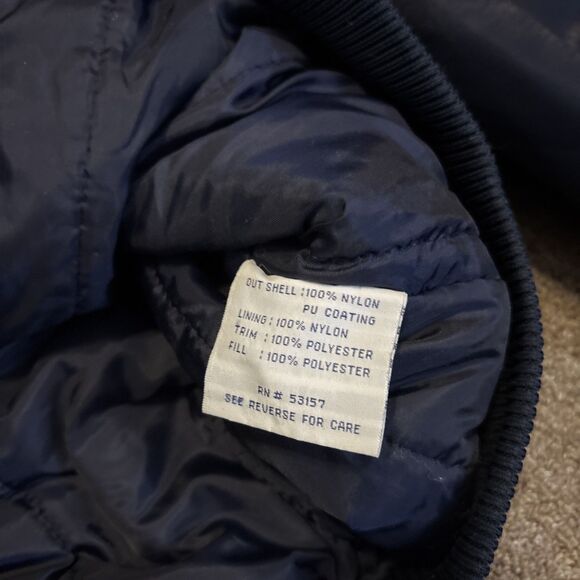 OUT SHELL :100% NYLON
PU COATING
LINING :100% NYLON
TRIM :100% POLYESTER
FILL :100% POLYESTER
RN # 53157
SEE REVERSE FOR CARE